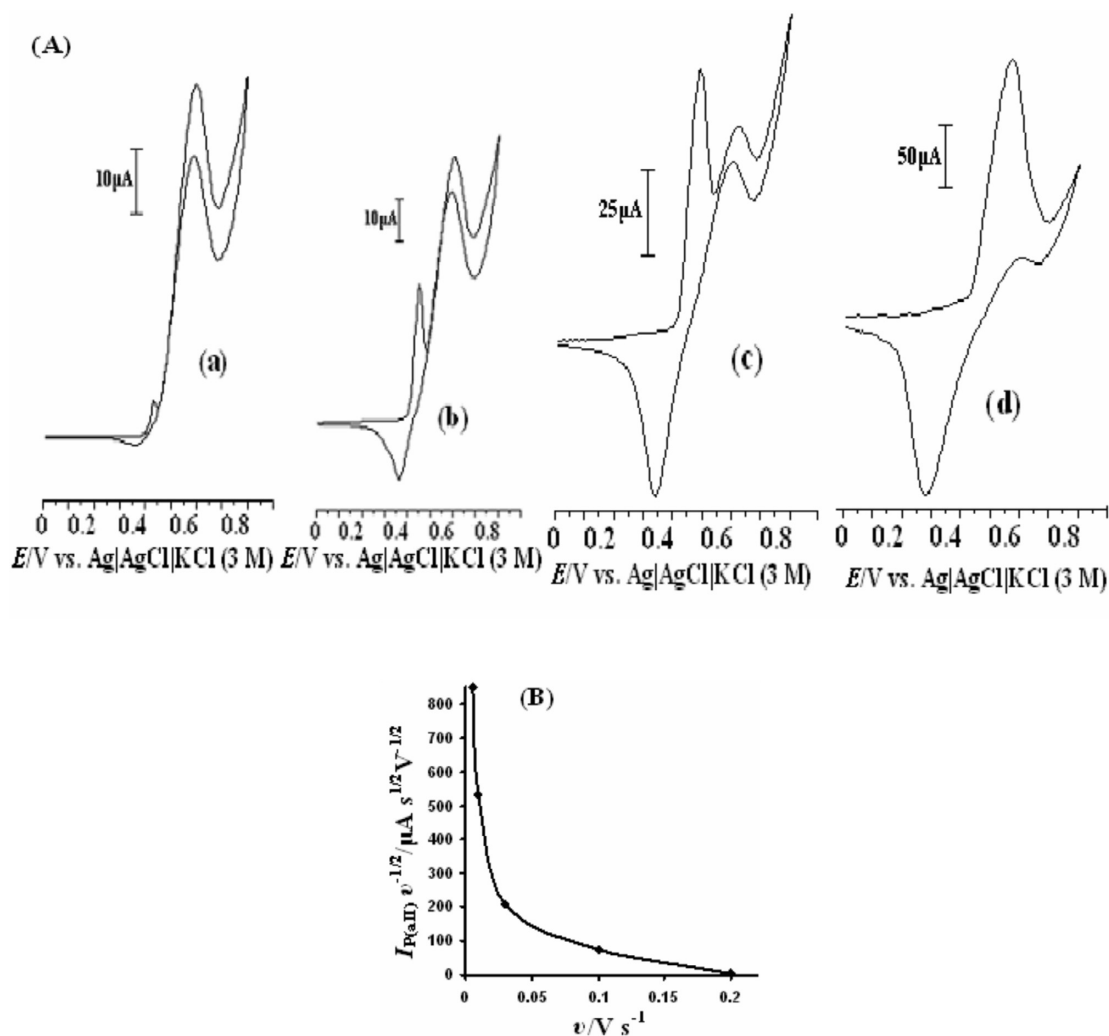 (A)
10μA
(a)
0 0.2 0.4 0.6 0.8
E/V vs. Ag|AgCl|KCl (3 M)
10μA
(b)
0 0.2 0.4 0.6 0.8
E/V vs. Ag|AgCl|KCl (3 M)
25μA
(c)
0 0.2 0.4 0.6 0.8
E/V vs. Ag|AgCl|KCl (3 M)
50μA
(d)
0 0.2 0.4 0.6 0.8
E/V vs. Ag|AgCl|KCl (3 M)
(B)
I P(aII) υ -1/2 /μA s 1/2 V -1/2
800
700
600
500
400
300
200
100
0
0 0.05 0.1 0.15 0.2
υ/V s -1